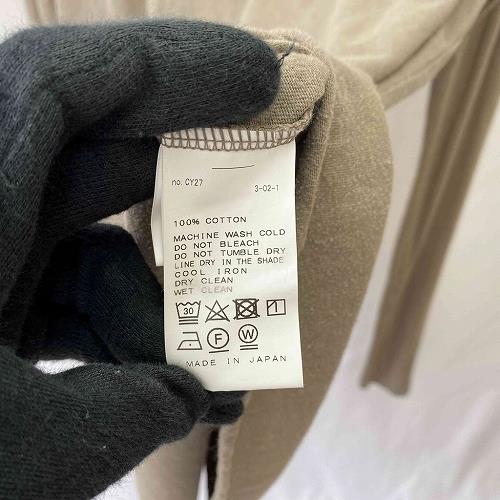 no. CY27 3-02-1
100% COTTON
MACHINE WASH COLD
DO NOT BLEACH
DO NOT TUMBLE DRY
LINE DRY IN THE SHADE
COOL IRON
DRY CLEAN
WET CLEAN
30
F W
MADE IN JAPAN